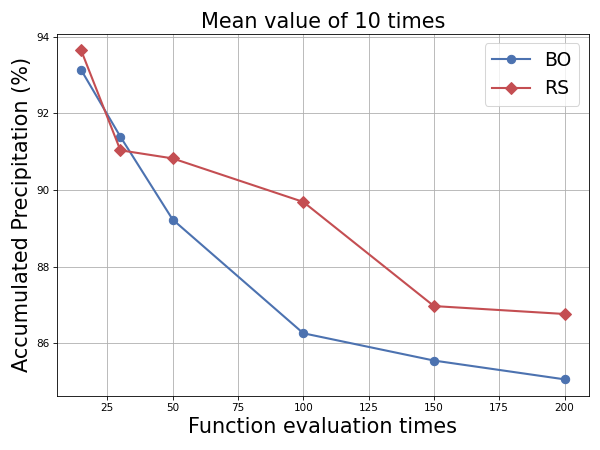 Mean value of 10 times
Accumulated Precipitation (%)
94
92
90
88
86
BO
RS
25
50
75
100
125
150
175
200
Function evaluation times